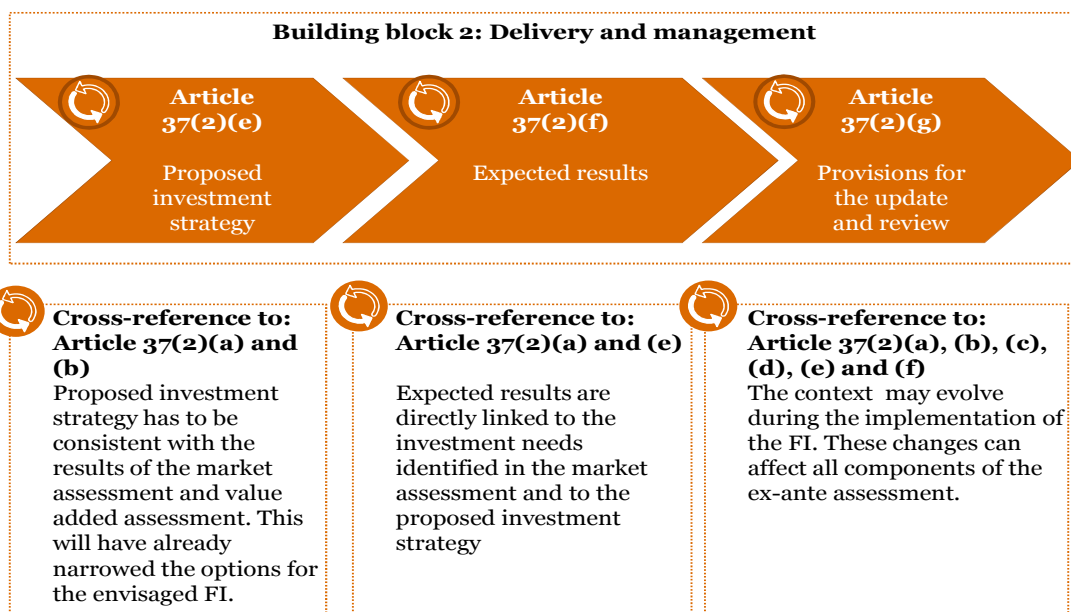 Building block 2: Delivery and management
Article
37(2)(e)
Proposed
investment
strategy
Article
37(2)(f)
Expected results
Article
37(2)(g)
Provisions for
the update
and review
Cross-reference to:
Article 37(2)(a) and
(b)
Proposed investment
strategy has to be
consistent with the
results of the market
assessment and value
added assessment. This
will have already
narrowed the options for
the envisaged FI.
Cross-reference to:
Article 37(2)(a) and (e)
Expected results are
directly linked to the
investment needs
identified in the market
assessment and to the
proposed investment
strategy
Cross-reference to:
Article 37(2)(a), (b), (c),
(d), (e) and (f)
The context  may evolve
during the implementation of
the FI. These changes can
affect all components of the
ex-ante assessment.